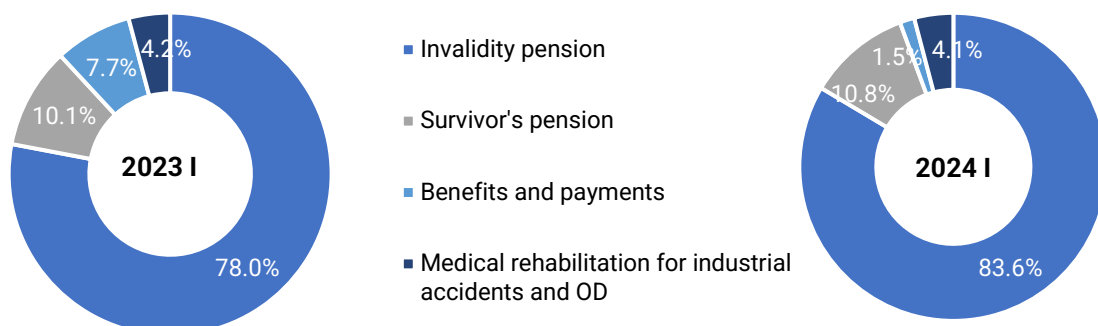 4.2%
7.7%
10.1%
2023 I
78.0%
Invalidity pension
Survivor's pension
Benefits and payments
Medical rehabilitation for industrial
accidents and OD
4.1%
1.5%
10.8%
2024 I
83.6%